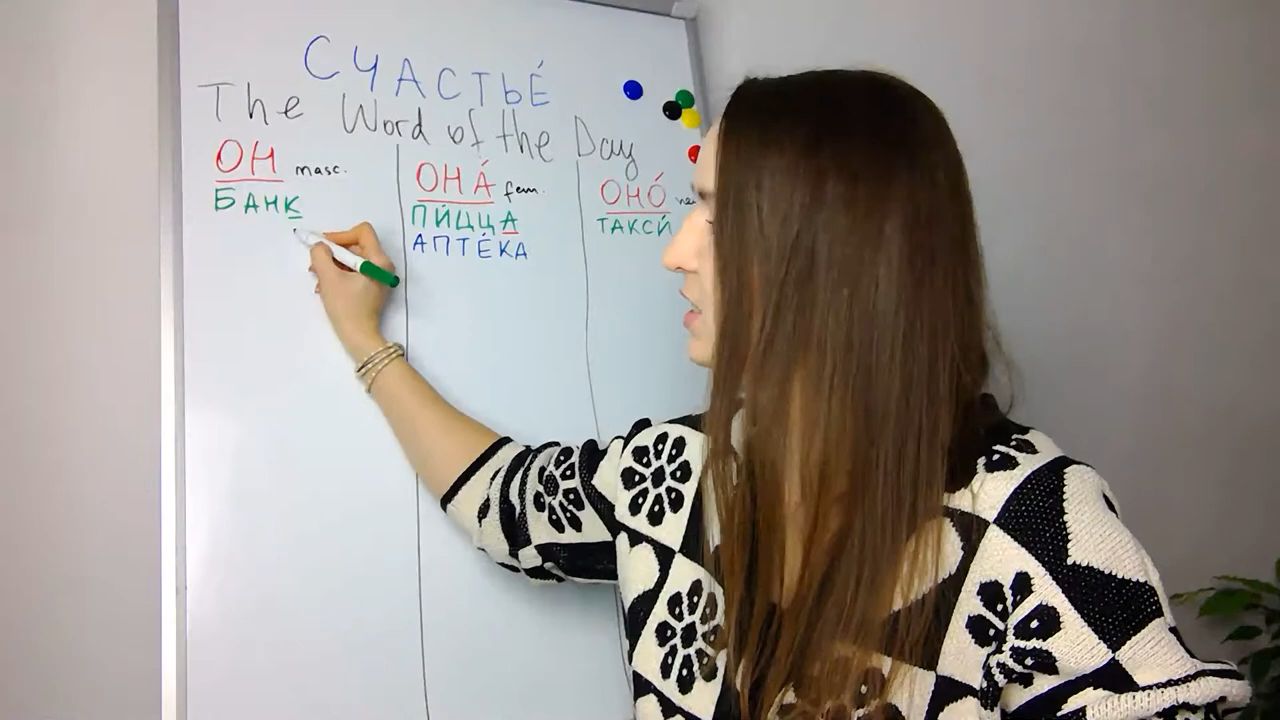 СЧАСТЬЕ́
The Word of the Day
ОН masc.
БАНК
ОНА́ fem.
ПИ́ЦЦА
АПТЕ́КА
ОНО́
ТАКСИ́